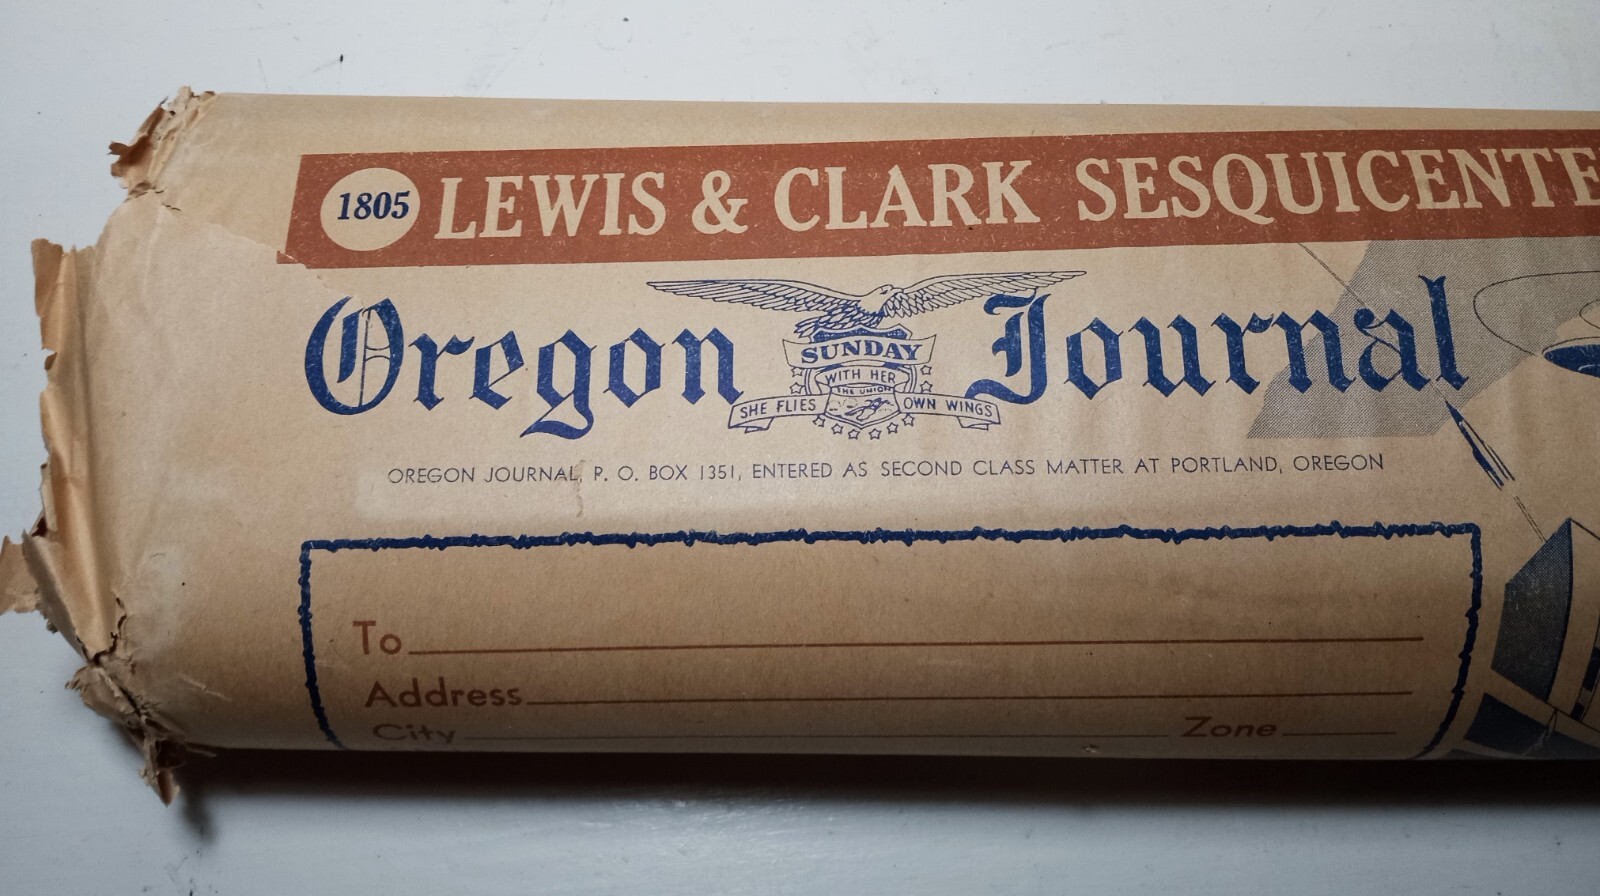 1805 LEWIS & CLARK SESQUICENTE
Oregon Journal
SUNDAY
WITH HER
THE UNION
SHE FLIES OWN WINGS
OREGON JOURNAL, P. O. BOX 1351, ENTERED AS SECOND CLASS MATTER AT PORTLAND, OREGON
To
Address
City Zone